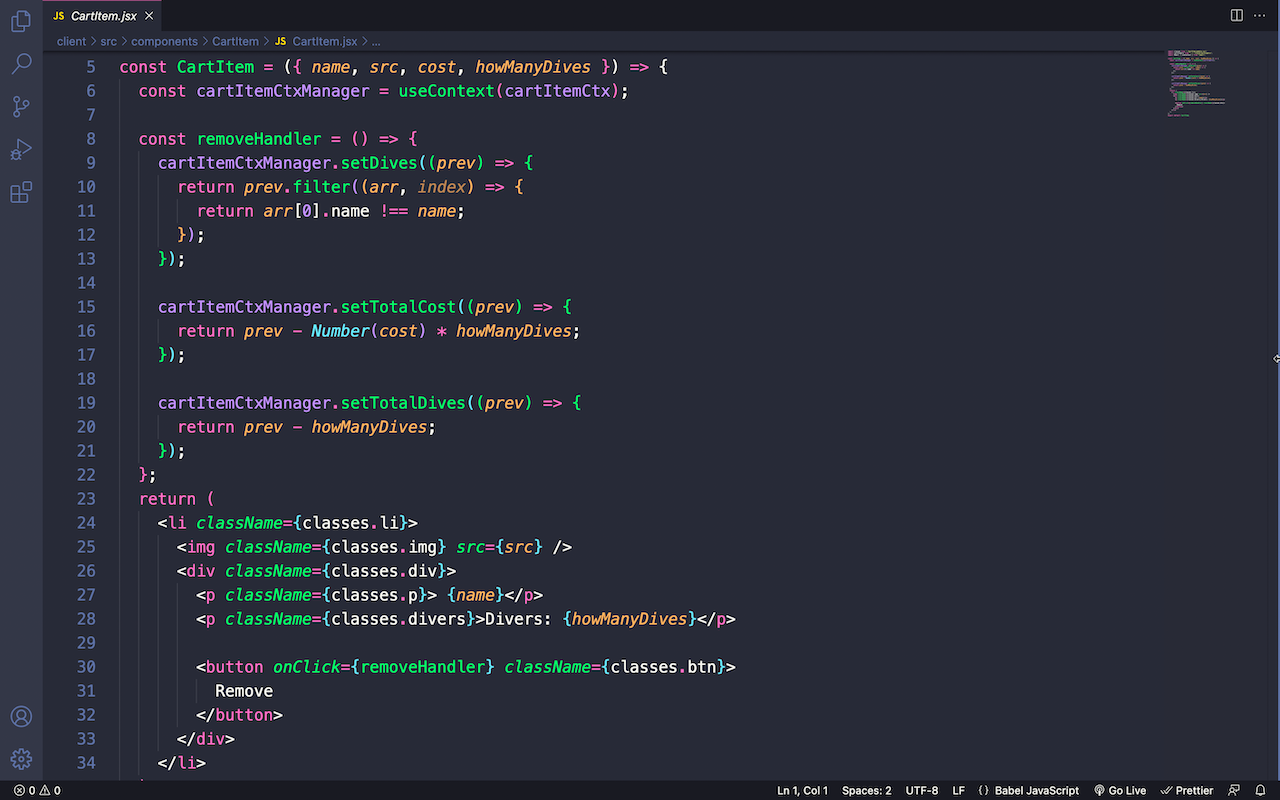 JS CartItem.jsx ×
client > src > components > CartItem > JS CartItem.jsx > ...
5 const CartItem = ({ name, src, cost, howManyDives }) => {
6 const cartItemCtxManager = useContext(cartItemCtx);
7
8 const removeHandler = () => {
9 cartItemCtxManager.setDives((prev) => {
10 return prev.filter((arr, index) => {
11 return arr[0].name !== name;
12 });
13 });
14
15 cartItemCtxManager.setTotalCost((prev) => {
16 return prev - Number(cost) * howManyDives;
17 });
18
19 cartItemCtxManager.setTotalDives((prev) => {
20 return prev - howManyDives;
21 });
22 };
23 return (
24 <li className={classes.li}>
25 <img className={classes.img} src={src} />
26 <div className={classes.div}>
27 <p className={classes.p}> {name}</p>
28 <p className={classes.divers}>Divers: {howManyDives}</p>
29
30 <button onClick={removeHandler} className={classes.btn}>
31 Remove
32 </button>
33 </div>
34 </li>
0 0 Ln 1, Col 1 Spaces: 2 UTF-8 LF {} Babel JavaScript Go Live Prettier